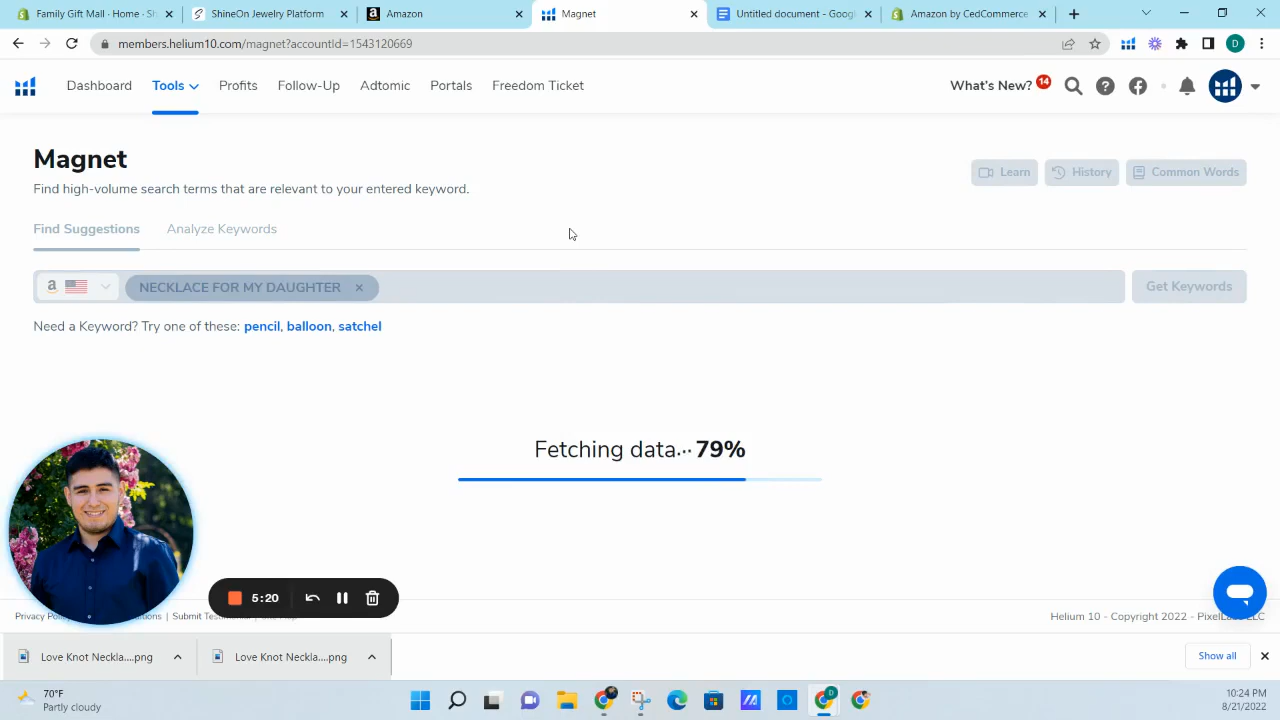 Family Gift Mall - Home · Sh
ShineOn Jewelry Platform
Amazon
Magnet
Untitled document - Googl
Amazon by CedCommerce
members.helium10.com/magnet?accountId=1543120669
D
Dashboard
Tools
Profits
Follow-Up
Adtomic
Portals
Freedom Ticket
What's New?
14
Magnet
Find high-volume search terms that are relevant to your entered keyword.
Learn
History
Common Words
Find Suggestions
Analyze Keywords
NECKLACE FOR MY DAUGHTER
Get Keywords
Need a Keyword? Try one of these: pencil, balloon, satchel
Fetching data... 79%
5:20
Submit
Helium 10 - Copyright 2022 -
Love Knot Neckla....png
Love Knot Neckla....png
Show all
70°F
Partly cloudy
10:24 PM
8/21/2022